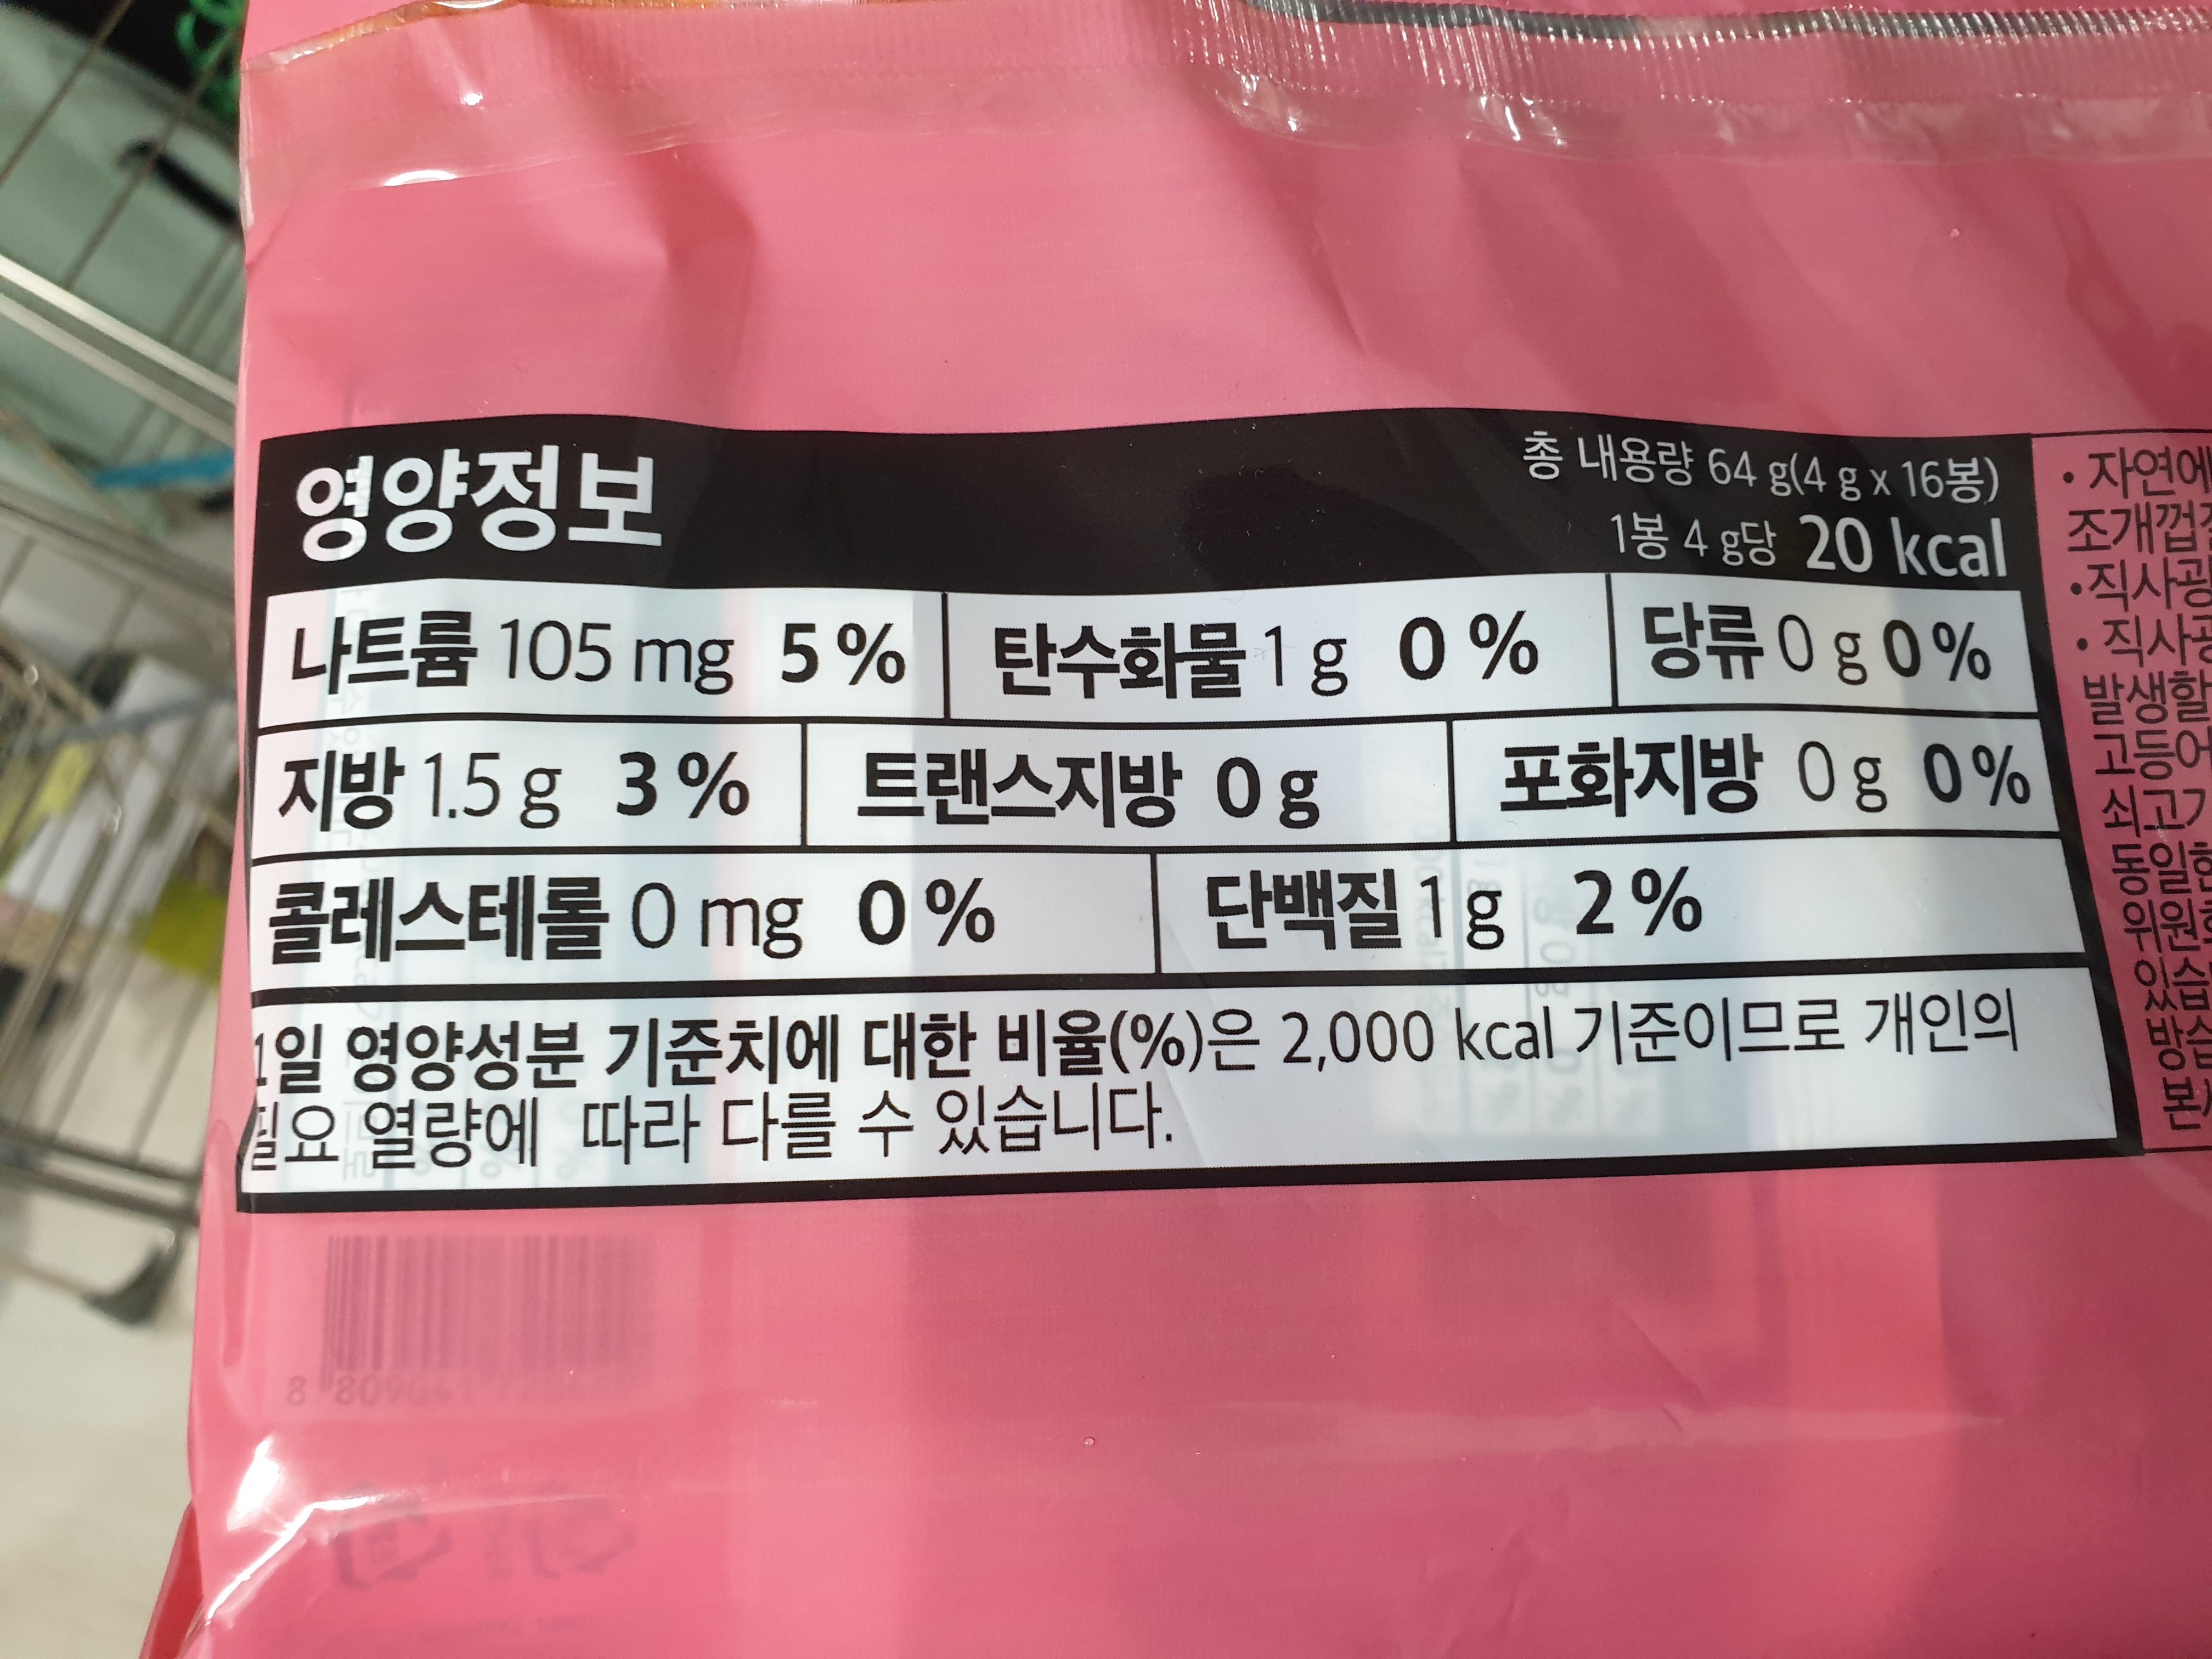 영양정보
총 내용량 64 g(4 g x 16봉)
1봉 4 g당 20 kcal
나트륨 105 mg 5% 탄수화물 1 g 0% 당류 0 g 0%
지방 1.5 g 3% 트랜스지방 0 g 포화지방 0 g 0%
콜레스테롤 0 mg 0% 단백질 1 g 2%
1일 영양성분 기준치에 대한 비율(%)은 2,000 kcal 기준이므로 개인의
필요 열량에 따라 다를 수 있습니다.
• 자연에
조개껍
• 직사광
• 직사광
발생할
고등어
쇠고기
동일한
위원
있습
방습
본